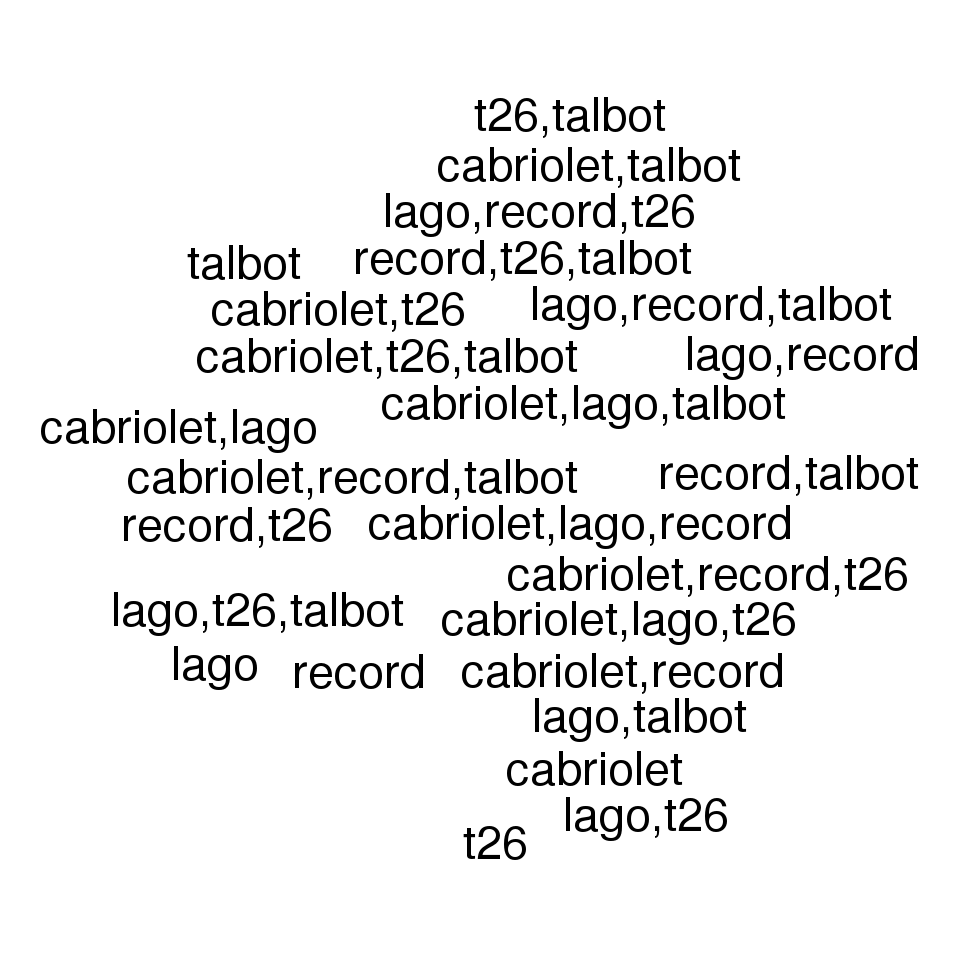 t26,talbot
cabriolet,talbot
lago,record,t26
talbot
record,t26,talbot
cabriolet,t26
lago,record,talbot
cabriolet,t26,talbot
lago,record
cabriolet,lago,talbot
cabriolet,lago
cabriolet,record,talbot
record,talbot
record,t26
cabriolet,lago,record
cabriolet,record,t26
lago,t26,talbot
cabriolet,lago,t26
lago
record
cabriolet,record
lago,talbot
cabriolet
lago,t26
t26